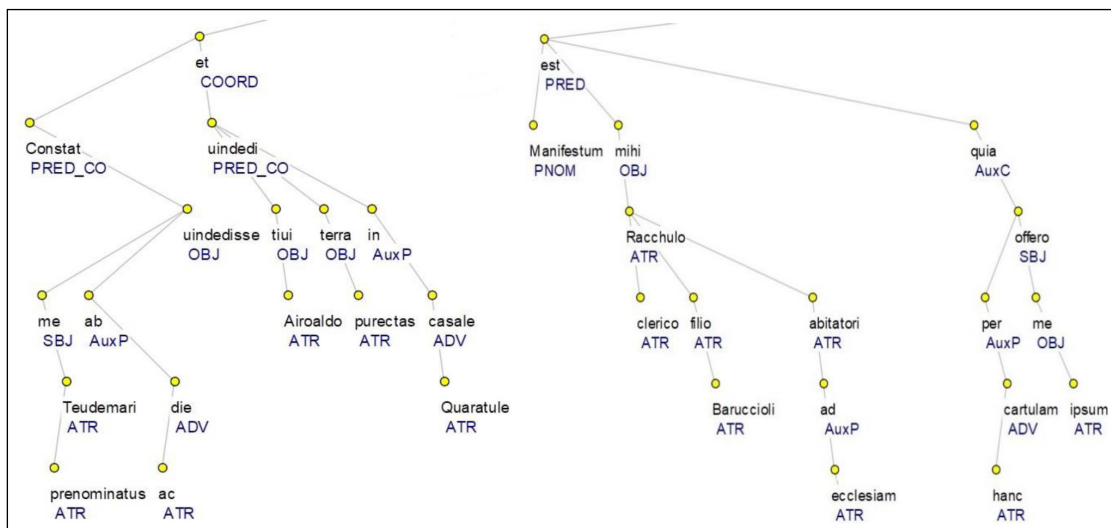 et
COORD
est
PRED
Constat
PRED_CO
uindedi
PRED_CO
Manifestum
PNOM
mihi
OBJ
quia
AuxC
uindedisse
OBJ
tiui
OBJ
terra
OBJ
in
AuxP
Racchulo
ATR
offero
SBJ
me
SBJ
ab
AuxP
Airoaldo
ATR
purectas
ATR
casale
ADV
clerico
ATR
filio
ATR
abitatori
ATR
per
AuxP
me
OBJ
Teudemari
ATR
die
ADV
Quaratule
ATR
Baruccioli
ATR
ad
AuxP
cartulam
ADV
ipsum
ATR
prenominatus
ATR
ac
ATR
ecclesiam
ATR
hanc
ATR